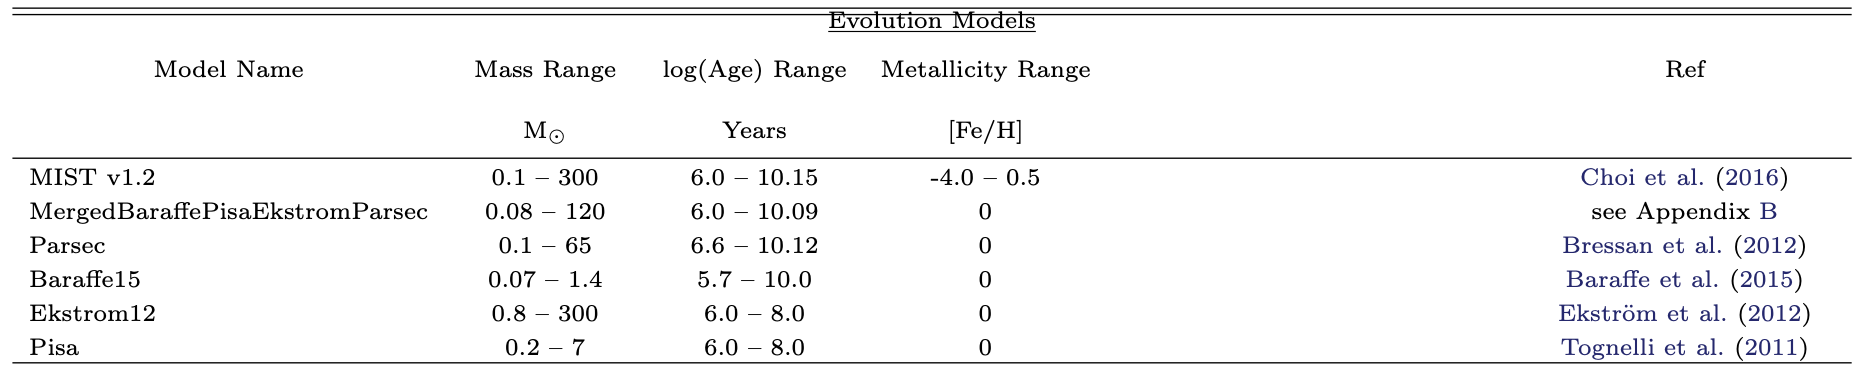 Evolution Models
Model Name Mass Range log(Age) Range Metallicity Range Ref
M⊙ Years [Fe/H]
MIST v1.2 0.1 – 300 6.0 – 10.15 -4.0 – 0.5 Choi et al. (2016)
MergedBaraffePisaEkstromParsec 0.08 – 120 6.0 – 10.09 0 see Appendix B
Parsec 0.1 – 65 6.6 – 10.12 0 Bressan et al. (2012)
Baraffe15 0.07 – 1.4 5.7 – 10.0 0 Baraffe et al. (2015)
Ekstrom12 0.8 – 300 6.0 – 8.0 0 Ekström et al. (2012)
Pisa 0.2 – 7 6.0 – 8.0 0 Tognelli et al. (2011)